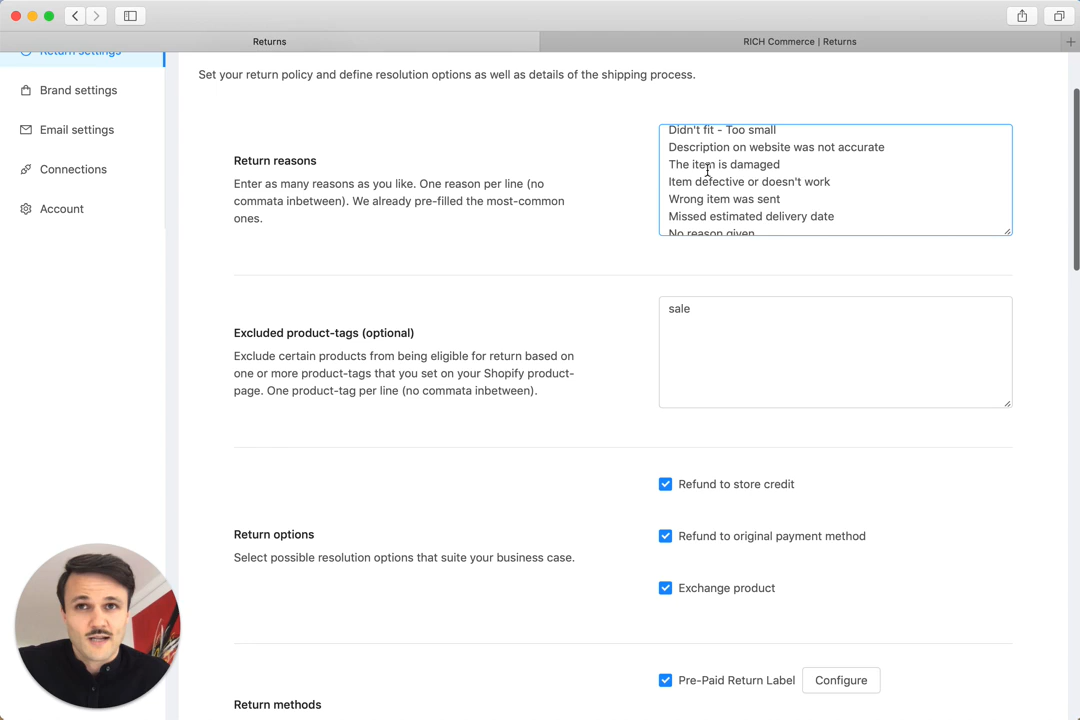 Returns
RICH Commerce | Returns
Return settings
Brand settings
Email settings
Connections
Account
Set your return policy and define resolution options as well as details of the shipping process.
Return reasons
Enter as many reasons as you like. One reason per line (no
commata inbetween). We already pre-filled the most-common
ones.
Didn't fit - Too small
Description on website was not accurate
The item is damaged
Item defective or doesn't work
Wrong item was sent
Missed estimated delivery date
No reason given
Excluded product-tags (optional)
Exclude certain products from being eligible for return based on
one or more product-tags that you set on your Shopify product-
page. One product-tag per line (no commata inbetween).
sale
Return options
Select possible resolution options that suite your business case.
Refund to store credit
Refund to original payment method
Exchange product
Return methods
Pre-Paid Return Label
Configure